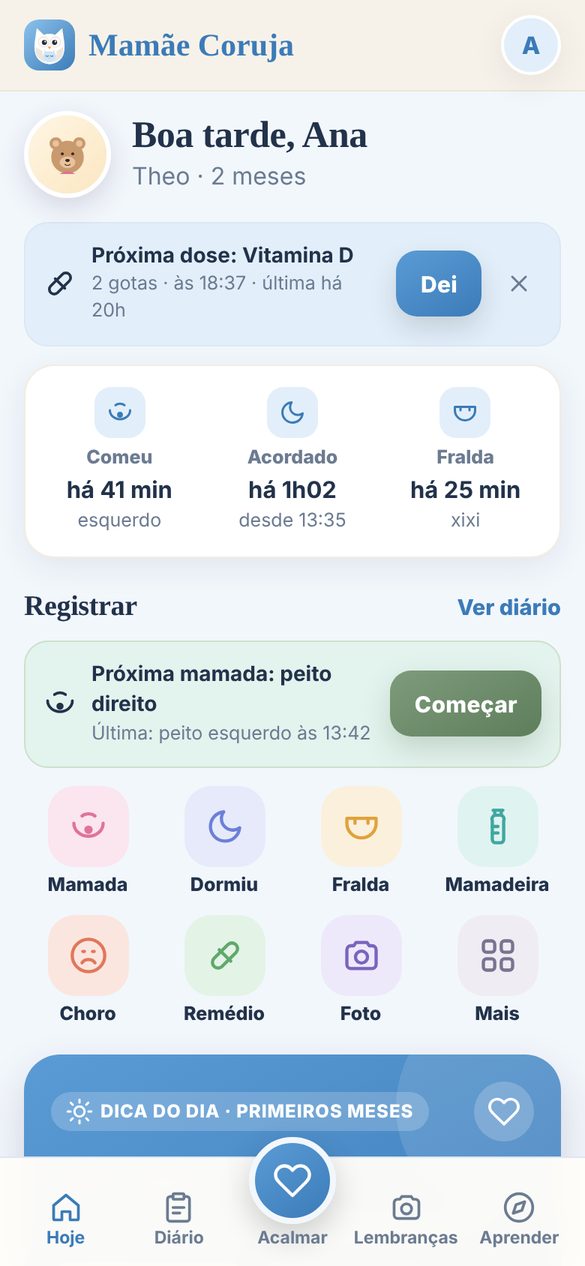 Mamãe Coruja
A
Boa tarde, Ana
Theo · 2 meses
Próxima dose: Vitamina D
2 gotas · às 18:37 · última há
20h
Dei
Comeu
há 41 min
esquerdo
Acordado
há 1h02
desde 13:35
Fralda
há 25 min
xixi
Registrar
Ver diário
Próxima mamada: peito
direito
Última: peito esquerdo às 13:42
Começar
Mamada
Dormiu
Fralda
Mamadeira
Choro
Remédio
Foto
Mais
DICA DO DIA · PRIMEIROS MESES
Hoje
Diário
Acalmar
Lembranças
Aprender